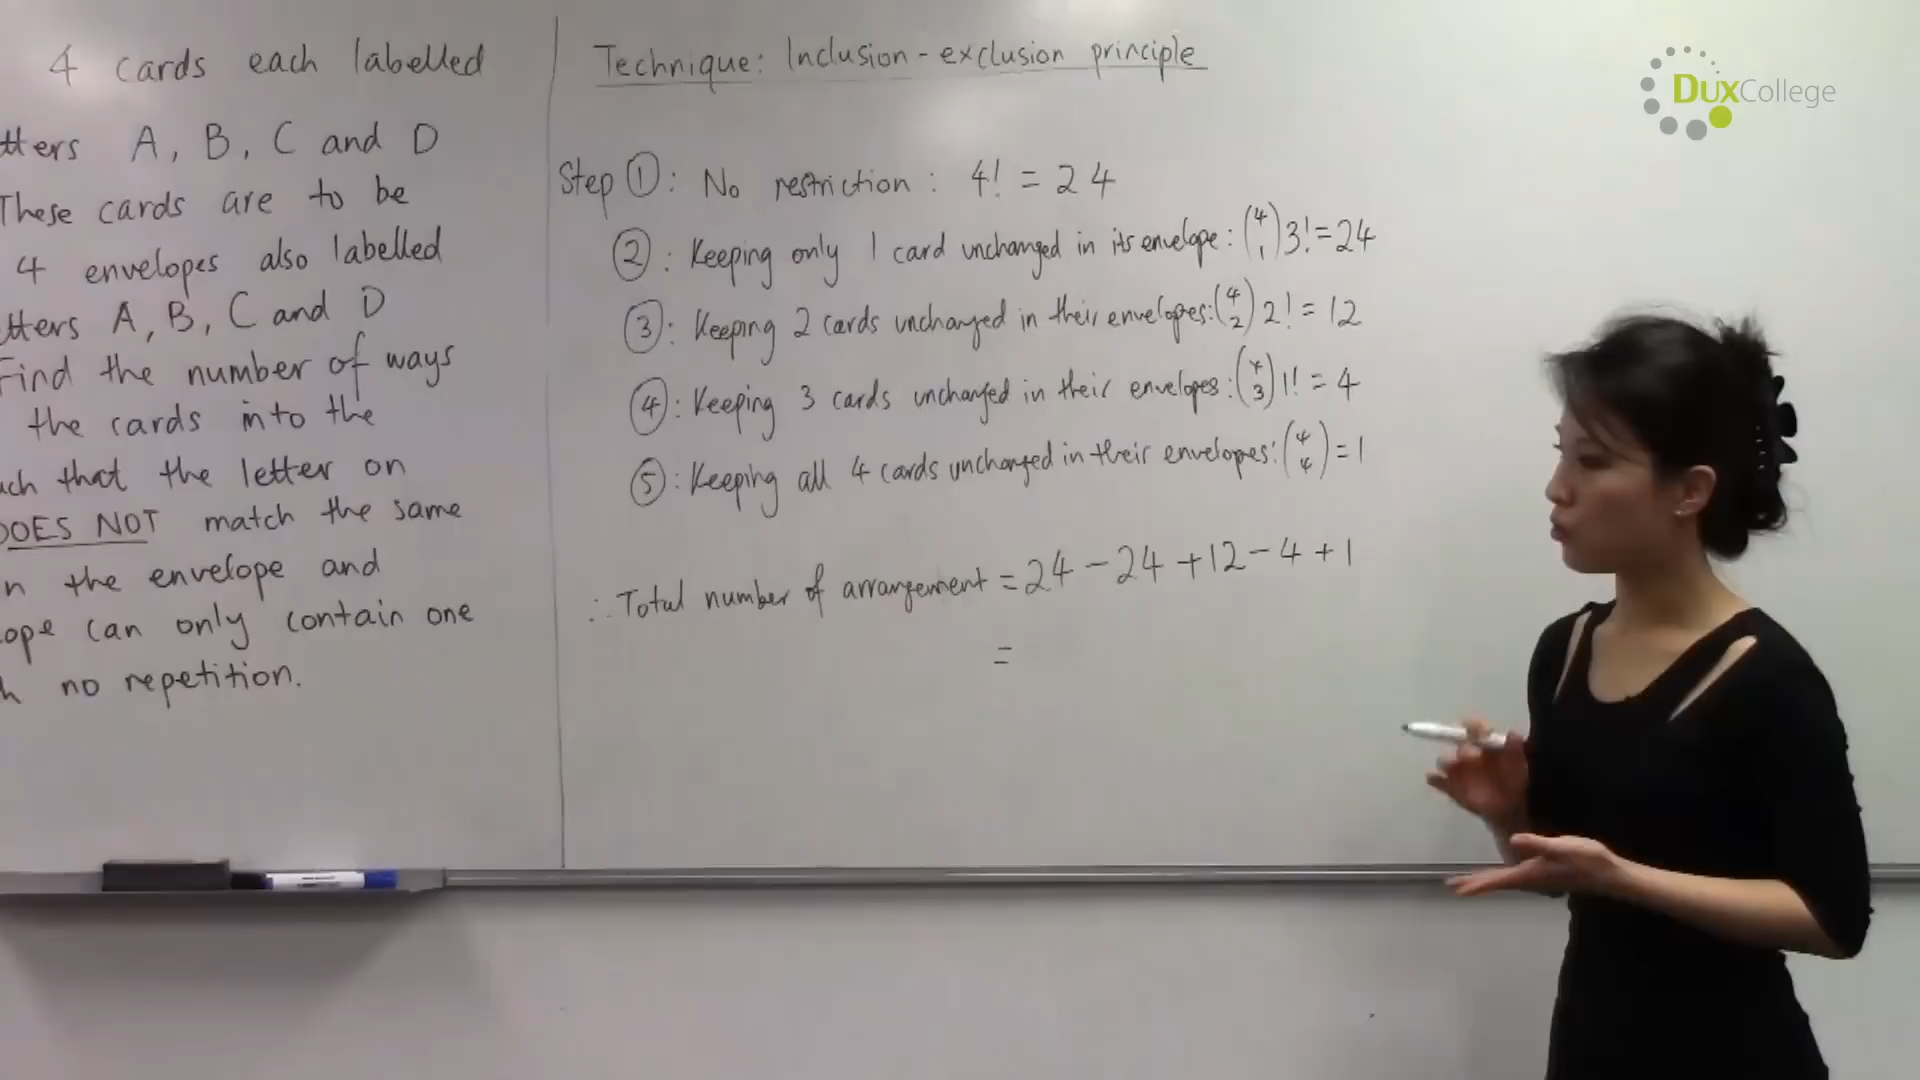 4 cards each labelled
tters A, B, C and D
These cards are to be
4 envelopes also labelled
tters A, B, C and D
Find the number of ways
the cards into the
uch that the letter on
DOES NOT match the same
n the envelope and
ope can only contain one
h no repetition.
Technique: Inclusion-exclusion principle
Step ①: No restriction: 4! = 24
②: Keeping only 1 card unchanged in its envelope: (4 1) 3! = 24
③: Keeping 2 cards unchanged in their envelopes: (4 2) 2! = 12
④: Keeping 3 cards unchanged in their envelopes: (4 3) 1! = 4
⑤: Keeping all 4 cards unchanged in their envelopes: (4 4) = 1
∴ Total number of arrangement = 24 - 24 + 12 - 4 + 1
=
DuxCollege